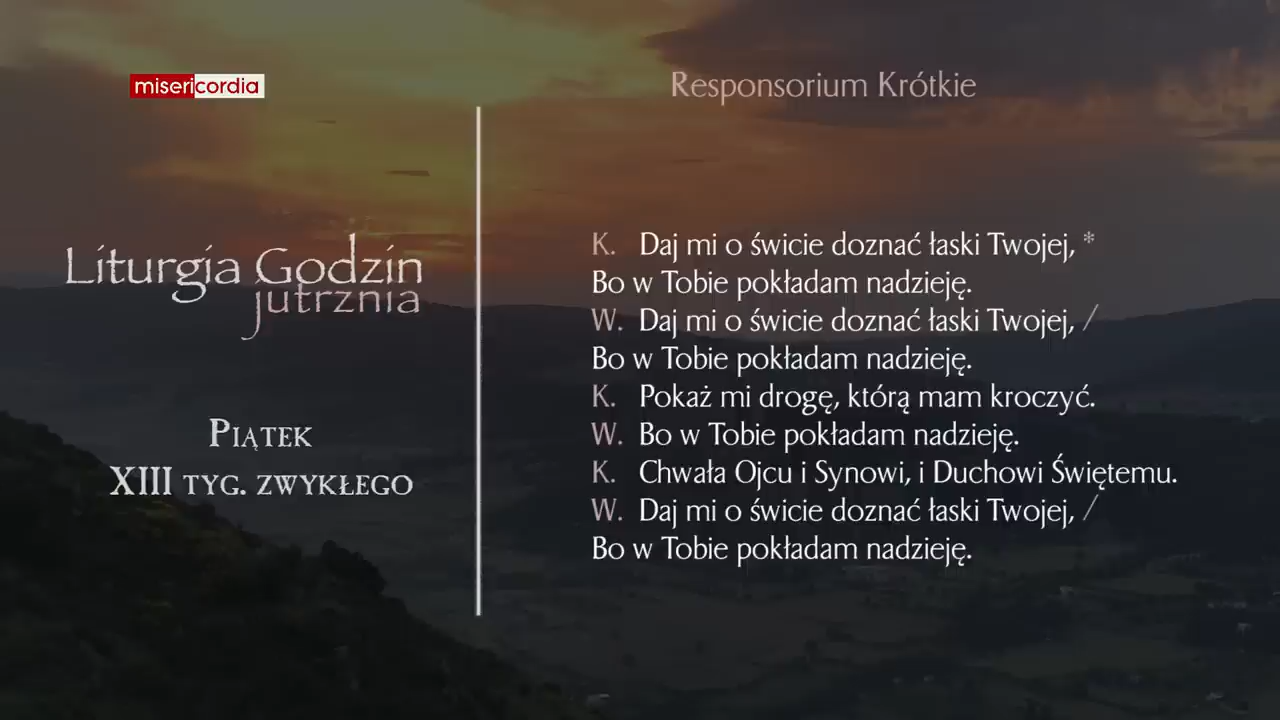 misericordia
Responsorium Krótkie
Liturgia Godzin
jutrznia
Piątek
XIII tyg. zwykłego
K. Daj mi o świcie doznać łaski Twojej, *
Bo w Tobie pokładam nadzieję.
W. Daj mi o świcie doznać łaski Twojej, /
Bo w Tobie pokładam nadzieję.
K. Pokaż mi drogę, którą mam kroczyć.
W. Bo w Tobie pokładam nadzieję.
K. Chwała Ojcu i Synowi, i Duchowi Świętemu.
W. Daj mi o świcie doznać łaski Twojej, /
Bo w Tobie pokładam nadzieję.